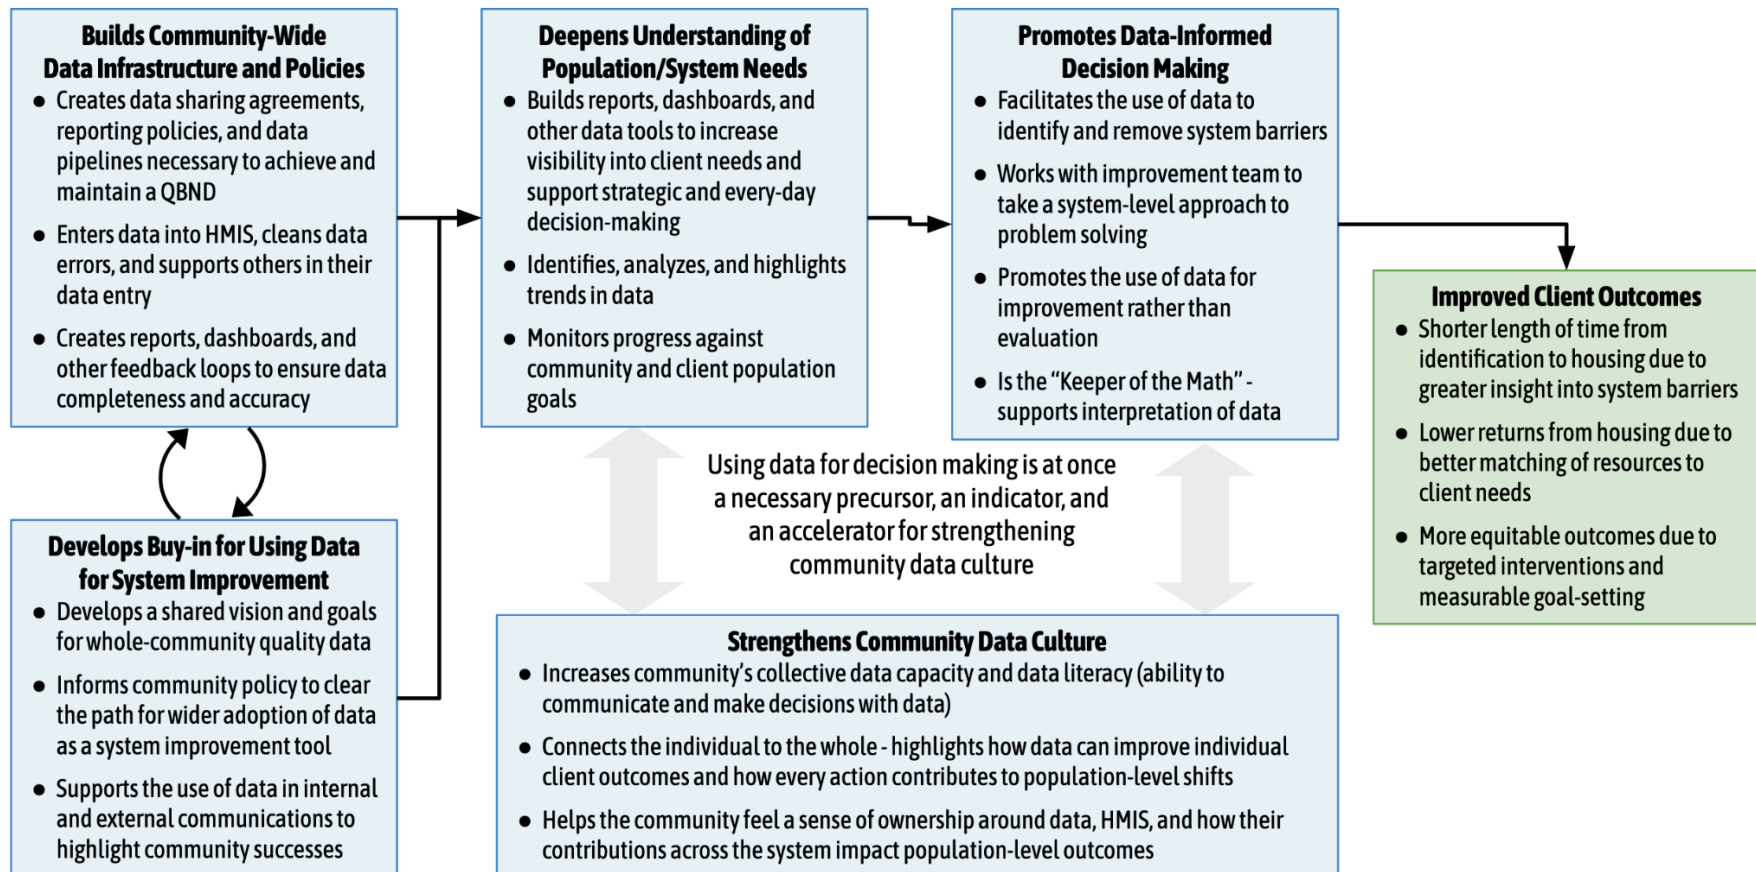 Builds Community-Wide
Data Infrastructure and Policies
● Creates data sharing agreements,
reporting policies, and data
pipelines necessary to achieve and
maintain a QBND
● Enters data into HMIS, cleans data
errors, and supports others in their
data entry
● Creates reports, dashboards, and
other feedback loops to ensure data
completeness and accuracy
Develops Buy-in for Using Data
for System Improvement
● Develops a shared vision and goals
for whole-community quality data
● Informs community policy to clear
the path for wider adoption of data
as a system improvement tool
● Supports the use of data in internal
and external communications to
highlight community successes
Deepens Understanding of
Population/System Needs
● Builds reports, dashboards, and
other data tools to increase
visibility into client needs and
support strategic and every-day
decision-making
● Identifies, analyzes, and highlights
trends in data
● Monitors progress against
community and client population
goals
Promotes Data-Informed
Decision Making
● Facilitates the use of data to
identify and remove system barriers
● Works with improvement team to
take a system-level approach to
problem solving
● Promotes the use of data for
improvement rather than
evaluation
● Is the “Keeper of the Math” -
supports interpretation of data
Using data for decision making is at once
a necessary precursor, an indicator, and
an accelerator for strengthening
community data culture
Strengthens Community Data Culture
● Increases community’s collective data capacity and data literacy (ability to
communicate and make decisions with data)
● Connects the individual to the whole - highlights how data can improve individual
client outcomes and how every action contributes to population-level shifts
● Helps the community feel a sense of ownership around data, HMIS, and how their
contributions across the system impact population-level outcomes
Improved Client Outcomes
● Shorter length of time from
identification to housing due to
greater insight into system barriers
● Lower returns from housing due to
better matching of resources to
client needs
● More equitable outcomes due to
targeted interventions and
measurable goal-setting